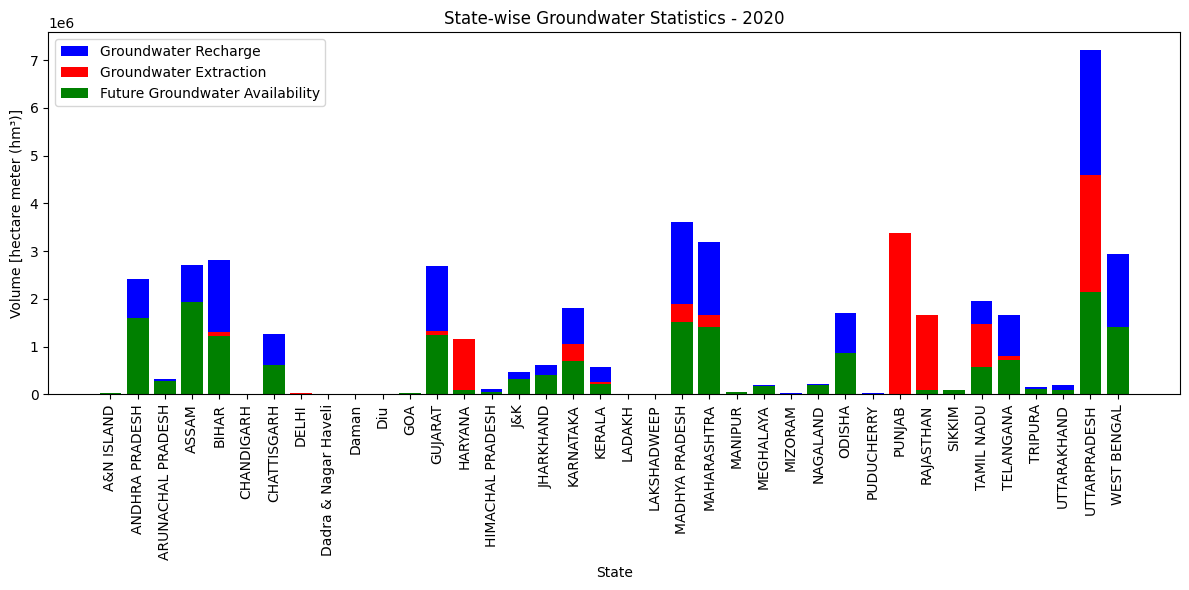 State-wise Groundwater Statistics - 2020
1e6
Groundwater Recharge
Groundwater Extraction
Future Groundwater Availability
Volume [hectare meter (hm³)]
7
6
5
4
3
2
1
0
A&N ISLAND
ANDHRA PRADESH
ARUNACHAL PRADESH
ASSAM
BIHAR
CHANDIGARH
CHATTISGARH
DELHI
Dadra & Nagar Haveli
Daman
Diu
GOA
GUJARAT
HARYANA
HIMACHAL PRADESH
J&K
JHARKHAND
KARNATAKA
KERALA
LADAKH
LAKSHADWEEP
MADHYA PRADESH
MAHARASHTRA
MANIPUR
MEGHALAYA
MIZORAM
NAGALAND
ODISHA
PUDUCHERRY
PUNJAB
RAJASTHAN
SIKKIM
TAMIL NADU
TELANGANA
TRIPURA
UTTARAKHAND
UTTARPRADESH
WEST BENGAL
State